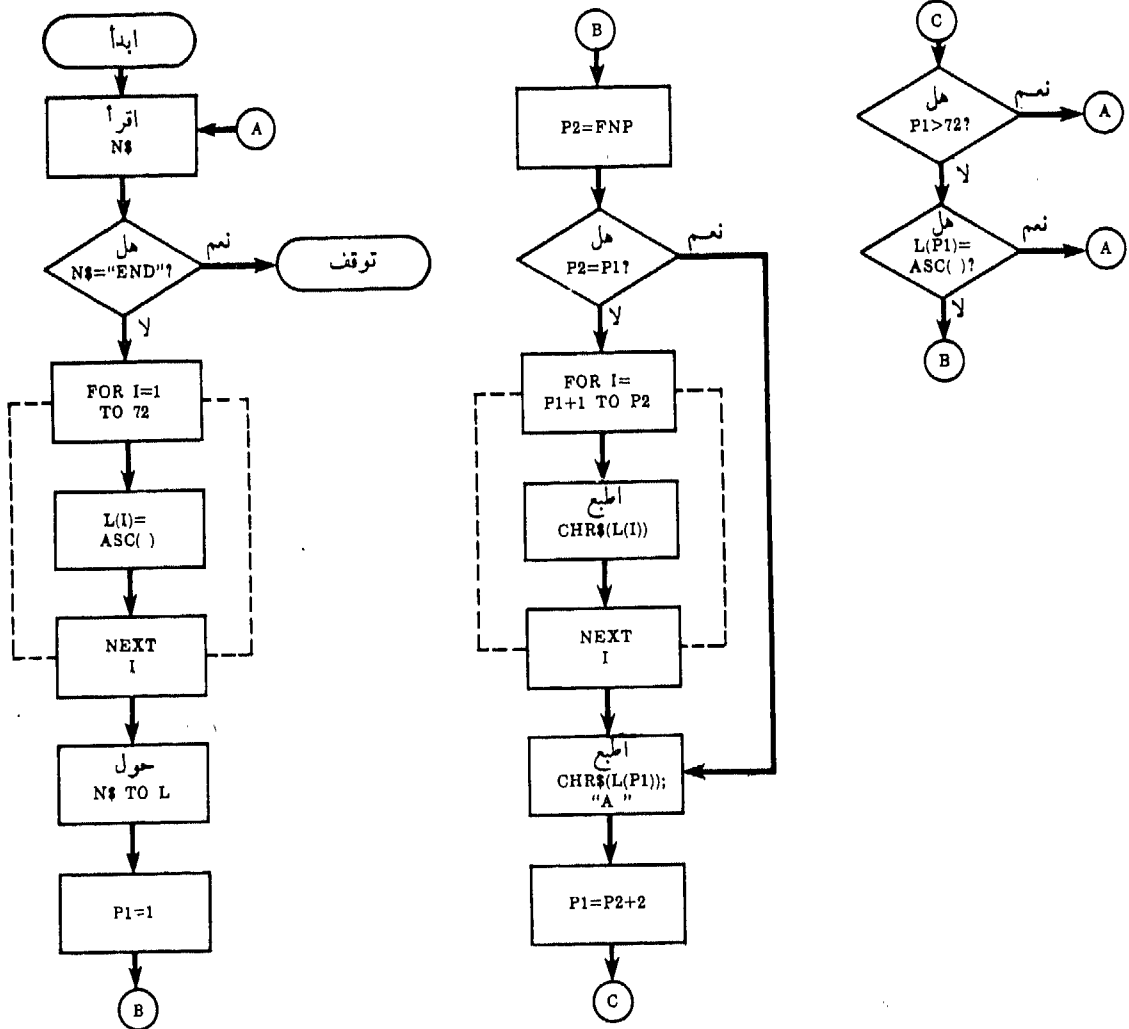 ابدأ
اقرأ
N$
A
هل
N$="END"?
نعم
توقف
لا
FOR I=1
TO 72
L(I)=
ASC( )
NEXT
I
حول
N$ TO L
P1=1
B
B
P2=FNP
هل
P2=P1?
نعم
لا
FOR I=
P1+1 TO P2
اطبع
CHR$(L(I))
NEXT
I
اطبع
CHR$(L(P1));
"A "
P1=P2+2
C
C
هل
P1>72?
نعم
A
لا
هل
L(P1)=
ASC( )?
نعم
A
لا
B